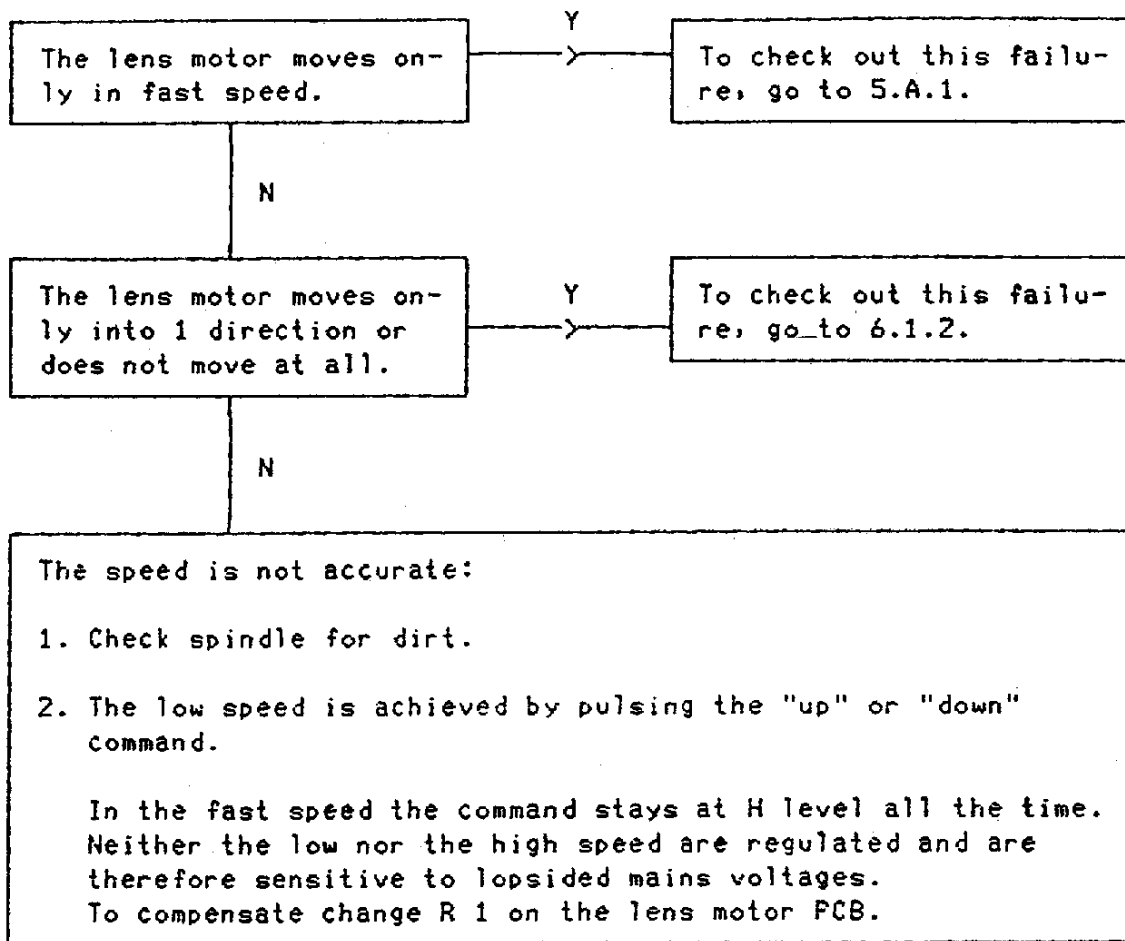 The lens motor moves on-
ly in fast speed.
Y
To check out this failu-
re, go to 5.A.1.
N
The lens motor moves on-
ly into 1 direction or
does not move at all.
Y
To check out this failu-
re, go to 6.1.2.
N
The speed is not accurate:
1. Check spindle for dirt.
2. The low speed is achieved by pulsing the "up" or "down"
command.
In the fast speed the command stays at H level all the time.
Neither the low nor the high speed are regulated and are
therefore sensitive to lopsided mains voltages.
To compensate change R 1 on the lens motor PCB.